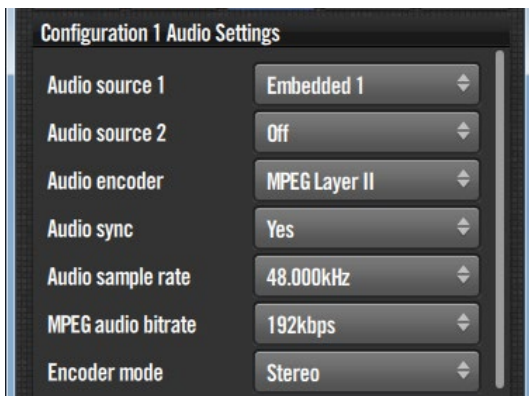 Configuration 1 Audio Settings
Audio source 1 Embedded 1
Audio source 2 Off
Audio encoder MPEG Layer II
Audio sync Yes
Audio sample rate 48.000kHz
MPEG audio bitrate 192kbps
Encoder mode Stereo